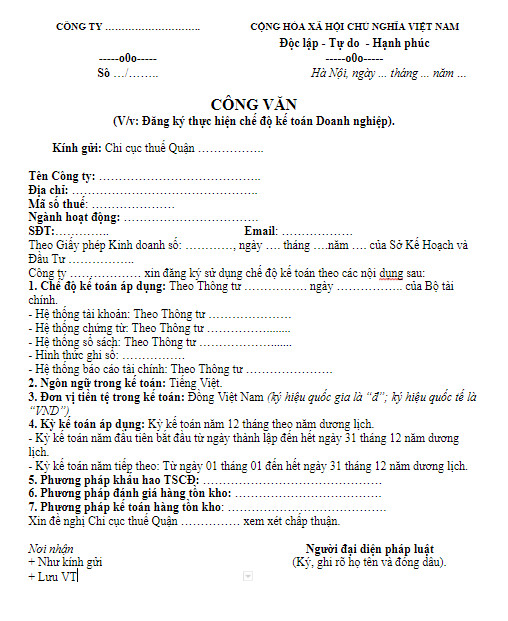 CÔNG TY ………………………… CỘNG HÒA XÃ HỘI CHỦ NGHĨA VIỆT NAM
Độc lập - Tự do - Hạnh phúc
-----o0o----- -----o0o-----
Số …/…….. Hà Nội, ngày ... tháng ... năm ...
CÔNG VĂN
(V/v: Đăng ký thực hiện chế độ kế toán Doanh nghiệp).
Kính gửi: Chi cục thuế Quận ……………..
Tên Công ty: …………………………………..
Địa chỉ: ………………………………………..
Mã số thuế: …………………
Ngành hoạt động: ……………………………
SĐT:………….. Email: ………………
Theo Giấy phép Kinh doanh số: …………, ngày …. tháng ….năm …. của Sở Kế Hoạch và
Đầu Tư ……………..
Công ty ………………. xin đăng ký sử dụng chế độ kế toán theo các nội dung sau:
1. Chế độ kế toán áp dụng: Theo Thông tư ……………. ngày …………….. của Bộ tài
chính.
- Hệ thống tài khoản: Theo Thông tư …………………
- Hệ thống chứng từ: Theo Thông tư …………….......
- Hệ thống sổ sách: Theo Thông tư ……………….......
- Hình thức ghi sổ: ……………
- Hệ thống báo cáo tài chính: Theo Thông tư ………………….
2. Ngôn ngữ trong kế toán: Tiếng Việt.
3. Đơn vị tiền tệ trong kế toán: Đồng Việt Nam (ký hiệu quốc gia là “đ”; ký hiệu quốc tế là
“VND”)
4. Kỳ kế toán áp dụng: Kỳ kế toán năm 12 tháng theo năm dương lịch.
- Kỳ kế toán năm đầu tiên bắt đầu từ ngày thành lập đến hết ngày 31 tháng 12 năm dương
lịch.
- Kỳ kế toán năm tiếp theo: Từ ngày 01 tháng 01 đến hết ngày 31 tháng 12 năm dương lịch.
5. Phương pháp khấu hao TSCĐ: ………………………………………
6. Phương pháp đánh giá hàng tồn kho: ………………………………
7. Phương pháp kế toán hàng tồn kho: …………………………………
Xin đề nghị Chi cục thuế Quận …………… xem xét chấp thuận.
Nơi nhận Người đại diện pháp luật
+ Như kính gửi (Ký, ghi rõ họ tên và đóng dấu).
+ Lưu VT